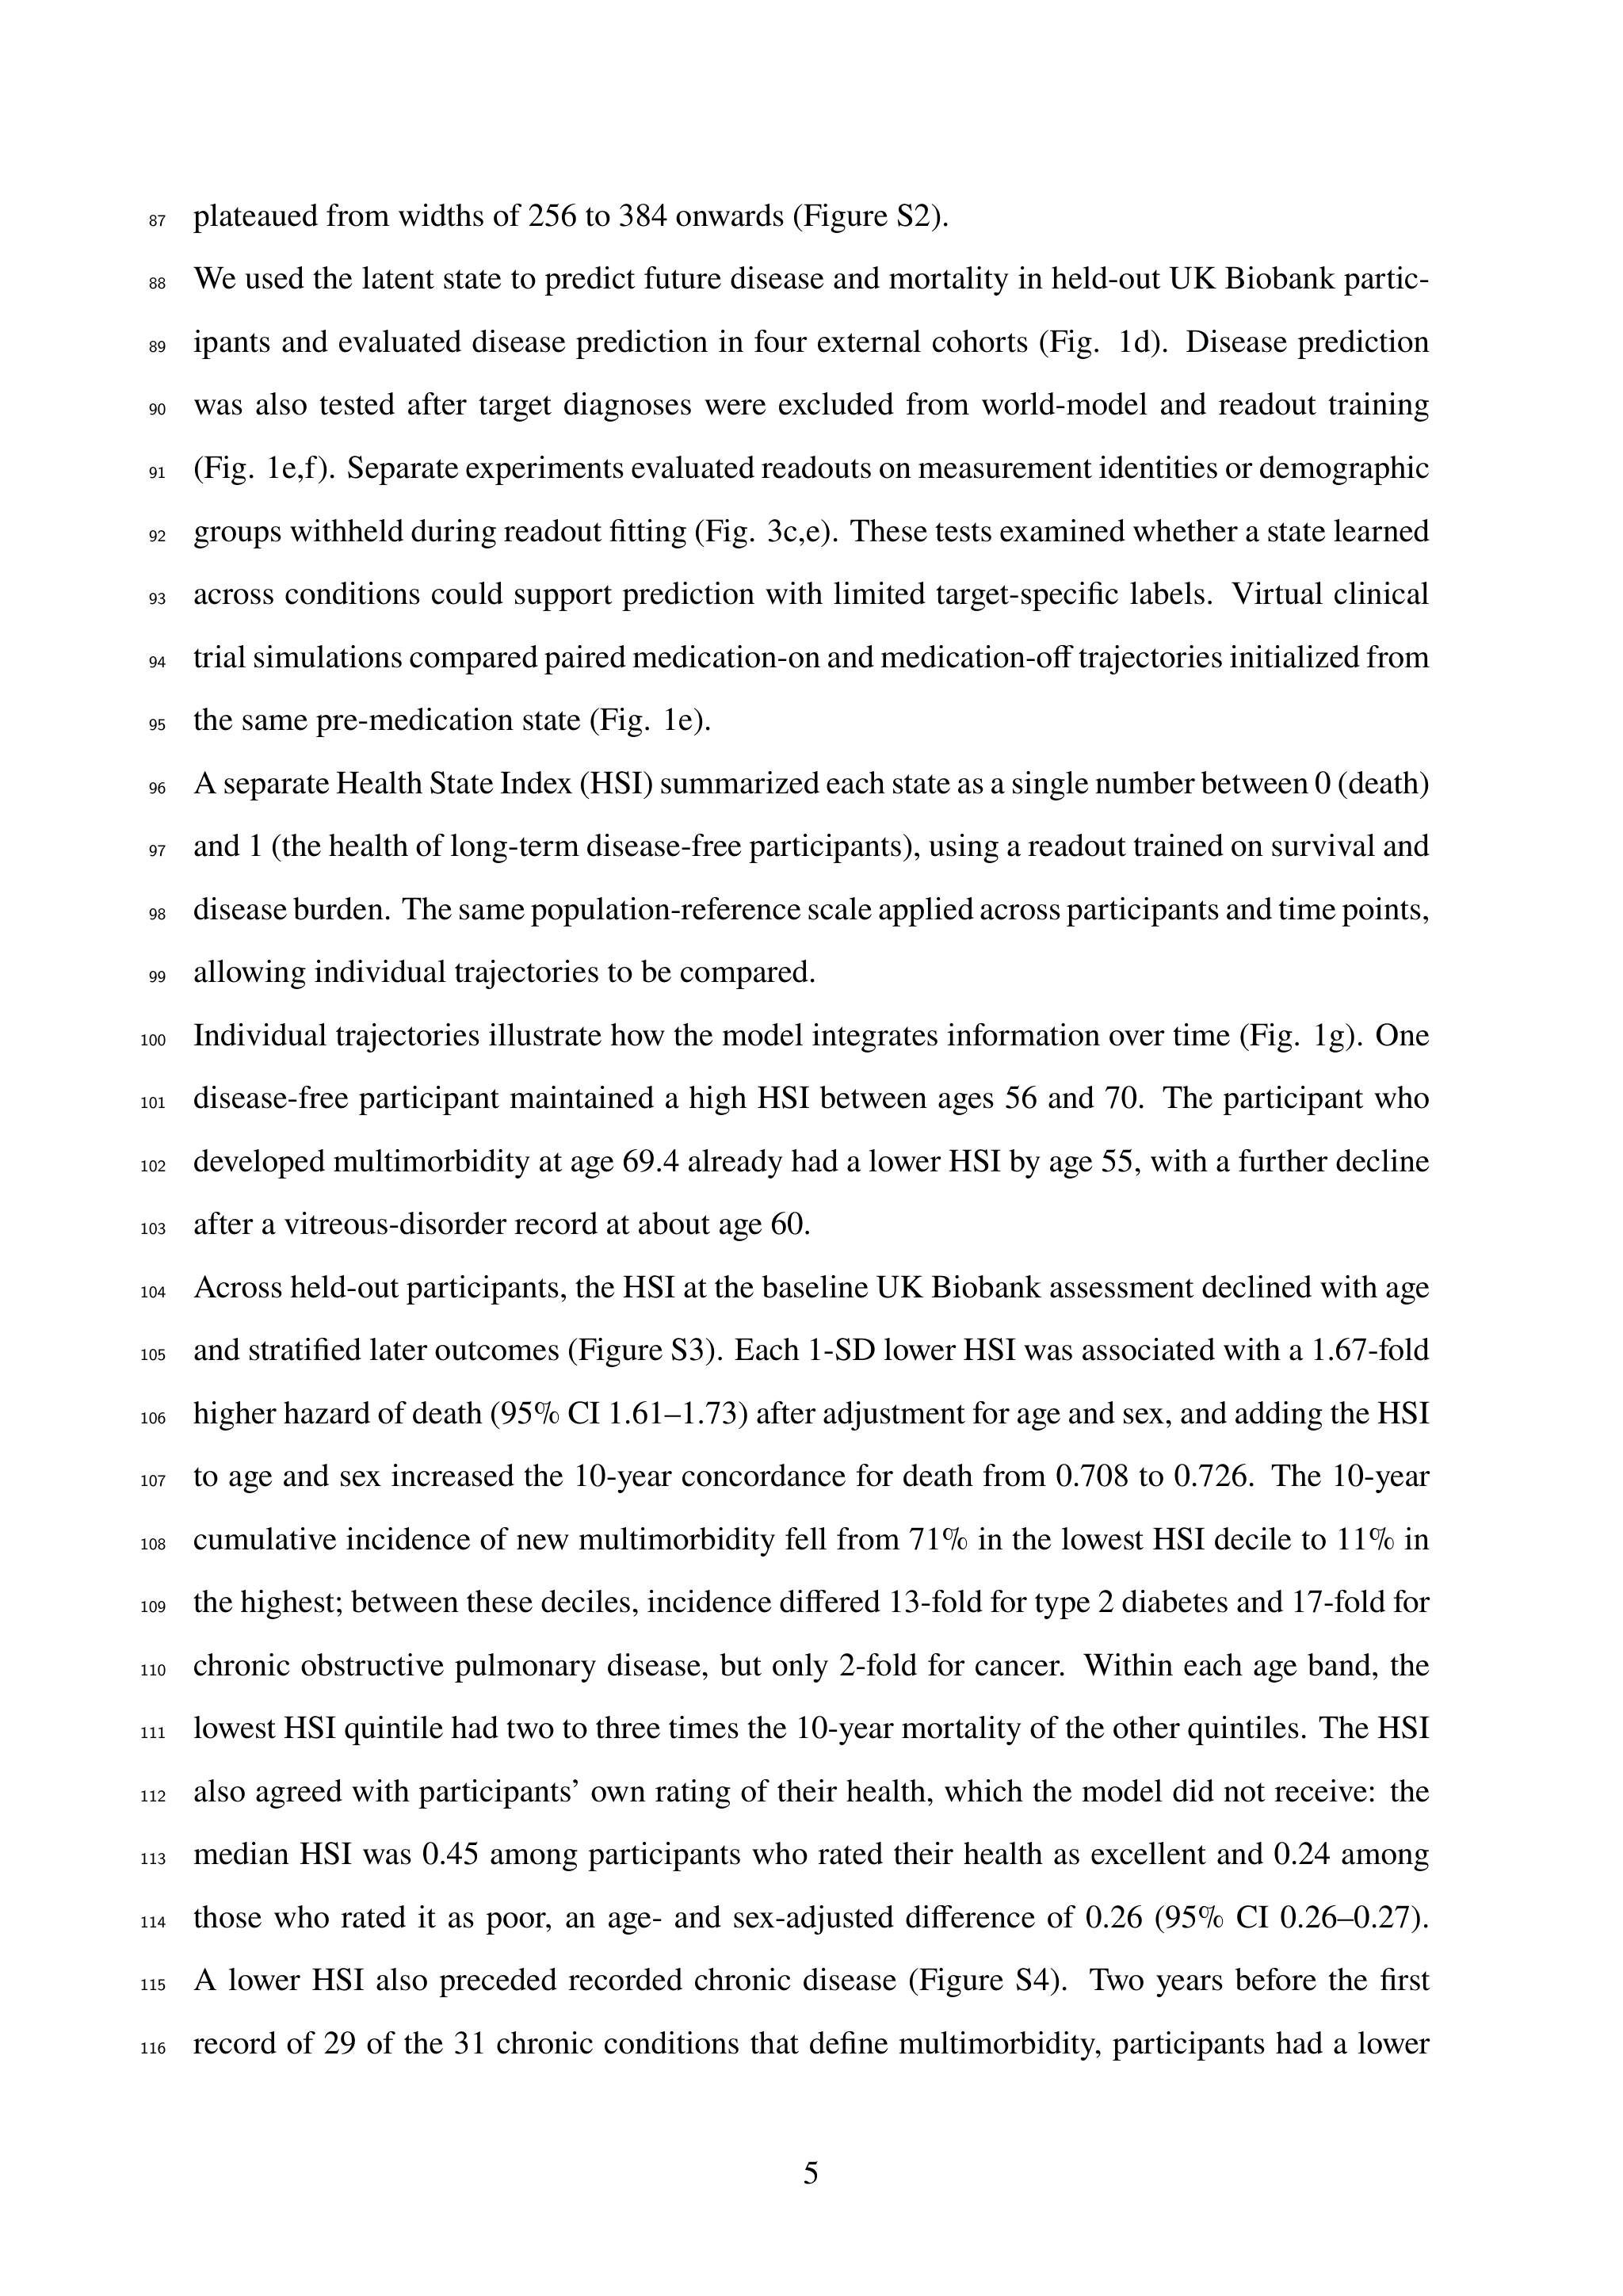 87 plateaued from widths of 256 to 384 onwards (Figure S2).
88 We used the latent state to predict future disease and mortality in held-out UK Biobank partic-
89 ipants and evaluated disease prediction in four external cohorts (Fig. 1d). Disease prediction
90 was also tested after target diagnoses were excluded from world-model and readout training
91 (Fig. 1e,f). Separate experiments evaluated readouts on measurement identities or demographic
92 groups withheld during readout fitting (Fig. 3c,e). These tests examined whether a state learned
93 across conditions could support prediction with limited target-specific labels. Virtual clinical
94 trial simulations compared paired medication-on and medication-off trajectories initialized from
95 the same pre-medication state (Fig. 1e).
96 A separate Health State Index (HSI) summarized each state as a single number between 0 (death)
97 and 1 (the health of long-term disease-free participants), using a readout trained on survival and
98 disease burden. The same population-reference scale applied across participants and time points,
99 allowing individual trajectories to be compared.
100 Individual trajectories illustrate how the model integrates information over time (Fig. 1g). One
101 disease-free participant maintained a high HSI between ages 56 and 70. The participant who
102 developed multimorbidity at age 69.4 already had a lower HSI by age 55, with a further decline
103 after a vitreous-disorder record at about age 60.
104 Across held-out participants, the HSI at the baseline UK Biobank assessment declined with age
105 and stratified later outcomes (Figure S3). Each 1-SD lower HSI was associated with a 1.67-fold
106 higher hazard of death (95% CI 1.61–1.73) after adjustment for age and sex, and adding the HSI
107 to age and sex increased the 10-year concordance for death from 0.708 to 0.726. The 10-year
108 cumulative incidence of new multimorbidity fell from 71% in the lowest HSI decile to 11% in
109 the highest; between these deciles, incidence differed 13-fold for type 2 diabetes and 17-fold for
110 chronic obstructive pulmonary disease, but only 2-fold for cancer. Within each age band, the
111 lowest HSI quintile had two to three times the 10-year mortality of the other quintiles. The HSI
112 also agreed with participants’ own rating of their health, which the model did not receive: the
113 median HSI was 0.45 among participants who rated their health as excellent and 0.24 among
114 those who rated it as poor, an age- and sex-adjusted difference of 0.26 (95% CI 0.26–0.27).
115 A lower HSI also preceded recorded chronic disease (Figure S4). Two years before the first
116 record of 29 of the 31 chronic conditions that define multimorbidity, participants had a lower
5